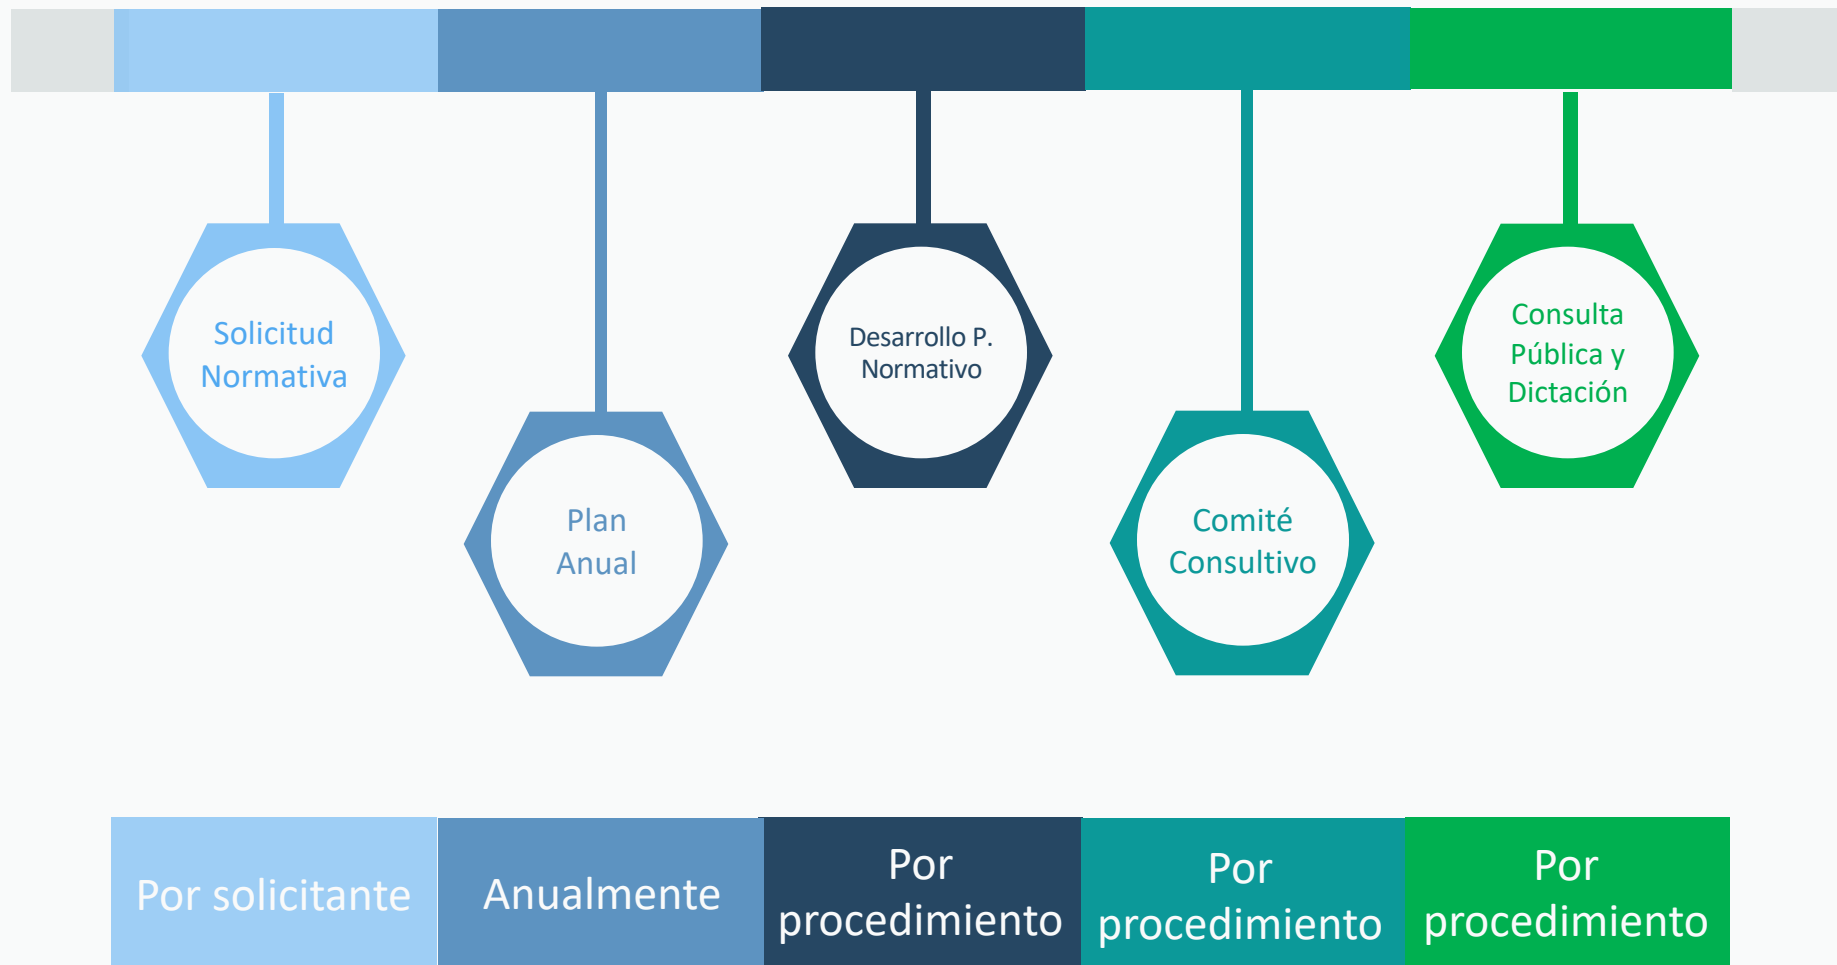 Solicitud
Normativa
Plan
Anual
Desarrollo P.
Normativo
Comité
Consultivo
Consulta
Pública y
Dictación
Por solicitante
Anualmente
Por
procedimiento
Por
procedimiento
Por
procedimiento